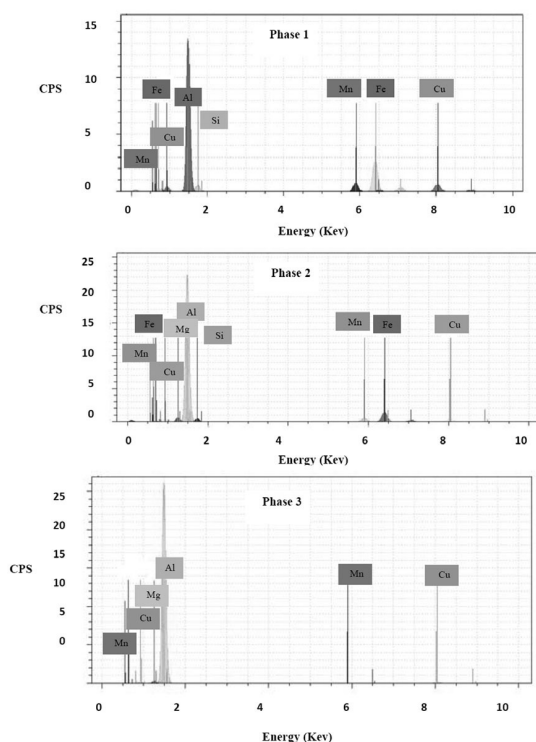 Phase 1
15
CPS
10
5
0
Fe
Al
Si
Cu
Mn
Mn
Fe
Cu
0 2 4 6 8 10
Energy (Kev)
Phase 2
25
20
CPS
15
10
5
0
Al
Fe
Mg
Si
Mn
Cu
Mn
Fe
Cu
0 2 4 6 8 10
Energy (Kev)
Phase 3
25
20
15
CPS
10
5
0
Al
Mg
Cu
Mn
Mn
Cu
0 2 4 6 8 10
Energy (Kev)